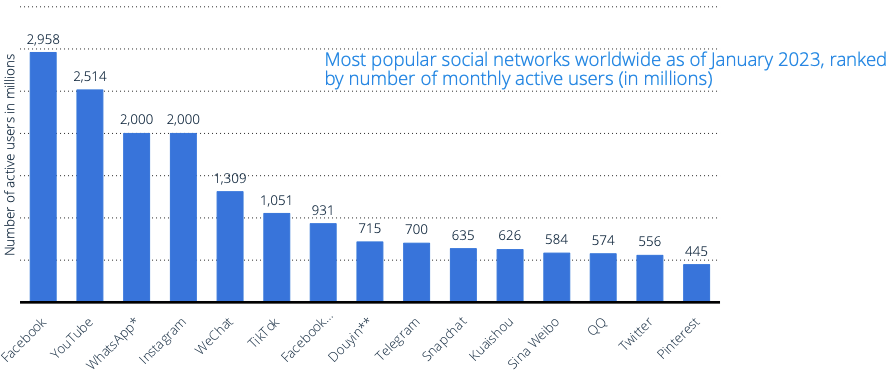 Most popular social networks worldwide as of January 2023, ranked
by number of monthly active users (in millions)
Number of active users in millions
2,958
2,514
2,000
2,000
1,309
1,051
931
715
700
635
626
584
574
556
445
Facebook
YouTube
WhatsApp*
Instagram
WeChat
TikTok
Facebook...
Douyin**
Telegram
Snapchat
Kuaishou
Sina Weibo
QQ
Twitter
Pinterest